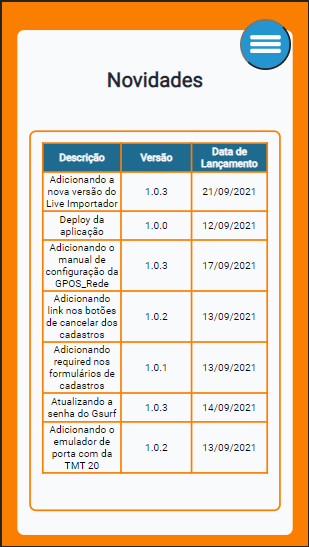 Novidades
Descrição Versão Data de
Lançamento
Adicionando a
nova versão do
Live Importador 1.0.3 21/09/2021
Deploy da
aplicação 1.0.0 12/09/2021
Adicionando o
manual de
configuração da
GPOS_Rede 1.0.3 17/09/2021
Adicionando
link nos botões
de cancelar dos
cadastros 1.0.2 13/09/2021
Adicionando
required nos
formulários de
cadastros 1.0.1 13/09/2021
Atualizando a
senha do Gsurf 1.0.3 14/09/2021
Adicionando o
emulador de
porta com da
TMT 20 1.0.2 13/09/2021